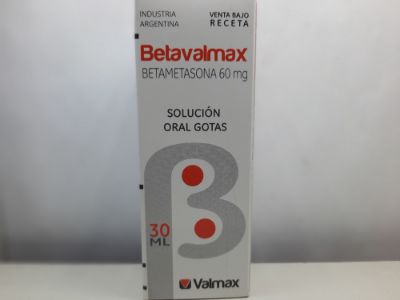 INDUSTRIA
ARGENTINA
VENTA BAJO
RECETA
Betavalmax
BETAMETASONA 60 mg
SOLUCIÓN
ORAL GOTAS
30
ML
Valmax